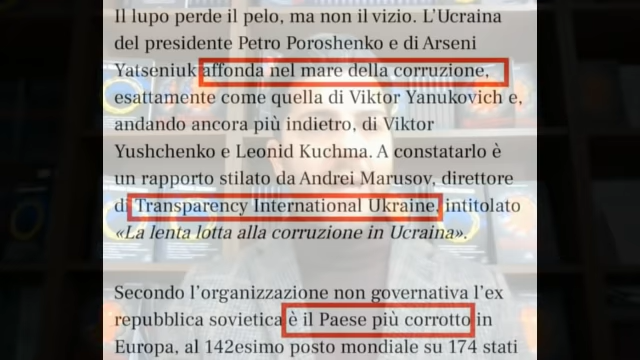 Il lupo perde il pelo, ma non il vizio. L’Ucraina
del presidente Petro Poroshenko e di Arseni
Yatseniuk affonda nel mare della corruzione,
esattamente come quella di Viktor Yanukovich e,
andando ancora più indietro, di Viktor
Yushchenko e Leonid Kuchma. A constatarlo è
un rapporto stilato da Andrei Marusov, direttore
di Transparency International Ukraine, intitolato
«La lenta lotta alla corruzione in Ucraina».
Secondo l’organizzazione non governativa l’ex
repubblica sovietica è il Paese più corrotto in
Europa, al 142esimo posto mondiale su 174 stati